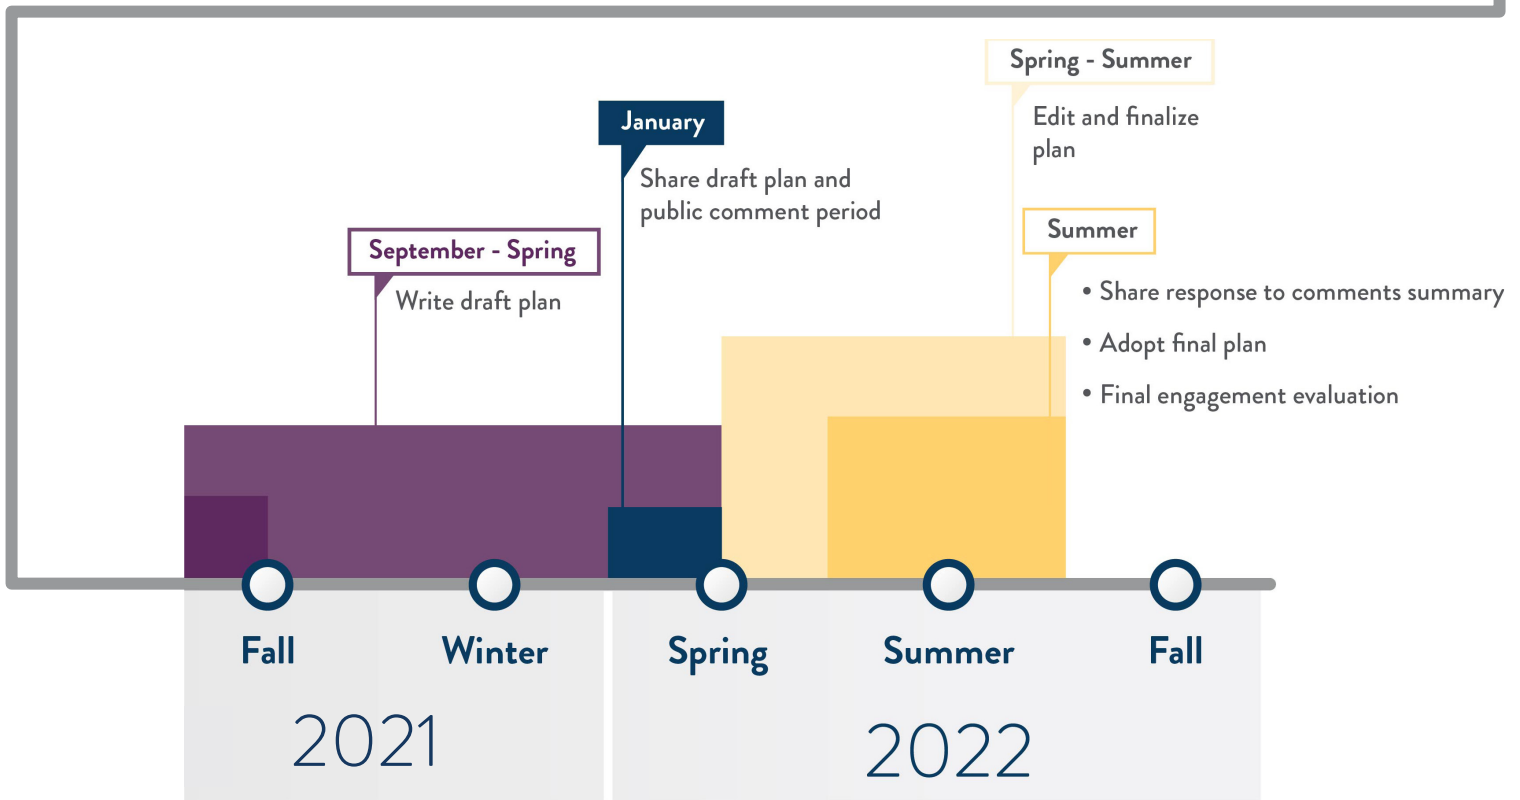 Spring - Summer
Edit and finalize
plan
January
Share draft plan and
public comment period
Summer
• Share response to comments summary
• Adopt final plan
• Final engagement evaluation
September - Spring
Write draft plan
Fall
Winter
Spring
Summer
Fall
2021
2022